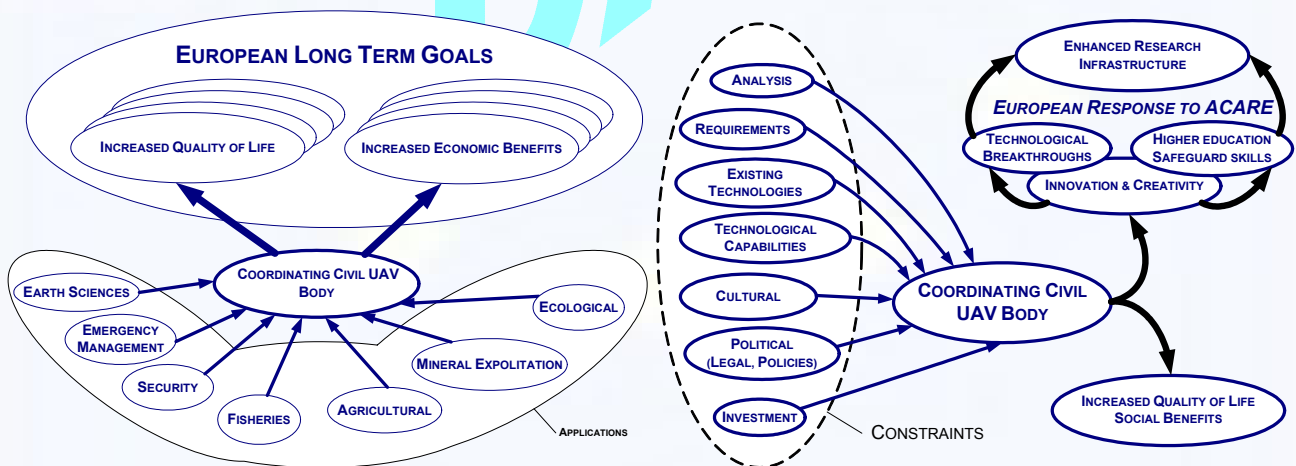 EUROPEAN LONG TERM GOALS
INCREASED QUALITY OF LIFE
INCREASED ECONOMIC BENEFITS
COORDINATING CIVIL UAV
BODY
EARTH SCIENCES
EMERGENCY
MANAGEMENT
SECURITY
FISHERIES
AGRICULTURAL
MINERAL EXPOLITATION
ECOLOGICAL
APPLICATIONS
ANALYSIS
REQUIREMENTS
EXISTING
TECHNOLOGIES
TECHNOLOGICAL
CAPABILITIES
CULTURAL
POLITICAL
(LEGAL, POLICIES)
INVESTMENT
CONSTRAINTS
COORDINATING CIVIL
UAV BODY
ENHANCED RESEARCH
INFRASTRUCTURE
EUROPEAN RESPONSE TO ACARE
TECHNOLOGICAL
BREAKTHROUGHS
HIGHER EDUCATION
SAFEGUARD SKILLS
INNOVATION & CREATIVITY
INCREASED QUALITY OF LIFE
SOCIAL BENEFITS